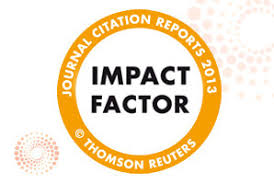 JOURNAL CITATION REPORTS 2013
IMPACT
FACTOR
© THOMSON REUTERS